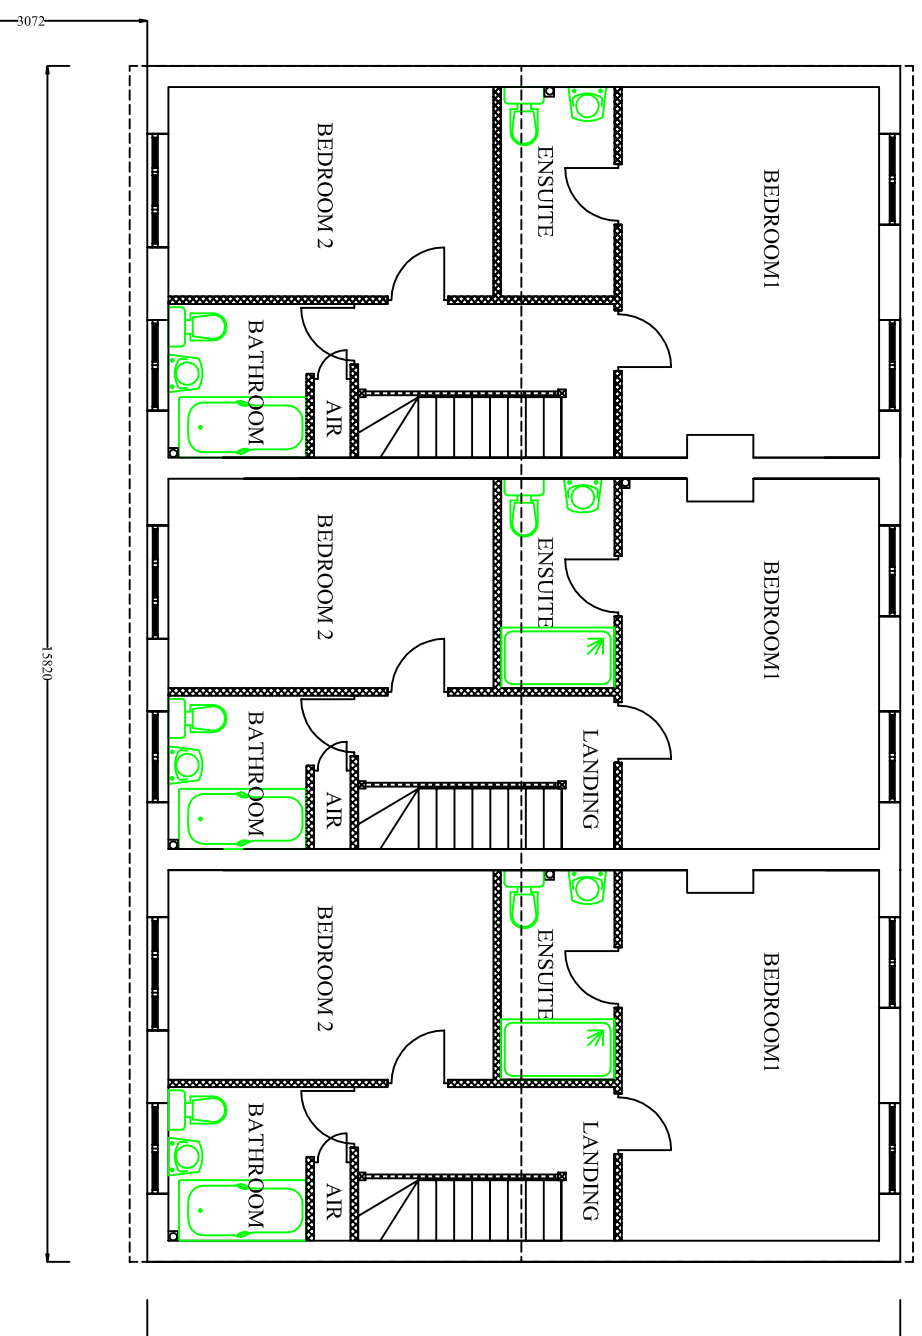 3072
15820
BEDROOM 2
ENSUITE
BEDROOM1
BATHROOM
AIR
BEDROOM 2
ENSUITE
BEDROOM1
BATHROOM
AIR
LANDING
BEDROOM 2
ENSUITE
BEDROOM1
BATHROOM
AIR
LANDING